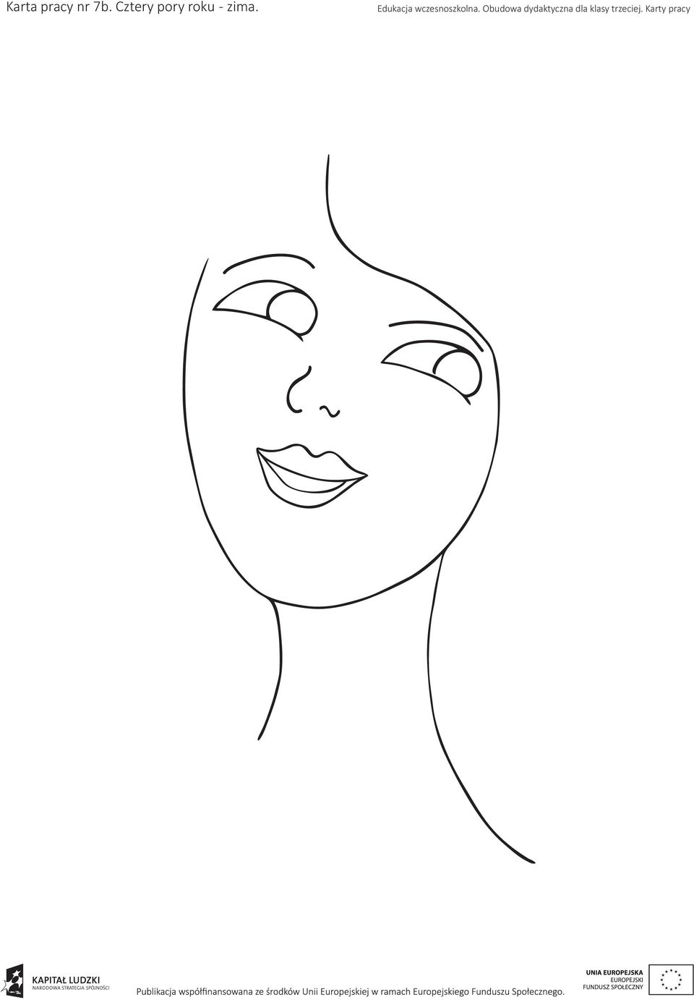 Karta pracy nr 7b. Cztery pory roku - zima.
Edukacja wczesnoszkolna. Obudowa dydaktyczna dla klasy trzeciej. Karty pracy
KAPITAŁ LUDZKI
NARODOWA STRATEGIA SPÓJNOŚCI
Publikacja współfinansowana ze środków Unii Europejskiej w ramach Europejskiego Funduszu Społecznego.
UNIA EUROPEJSKA
EUROPEJSKI
FUNDUSZ SPOŁECZNY